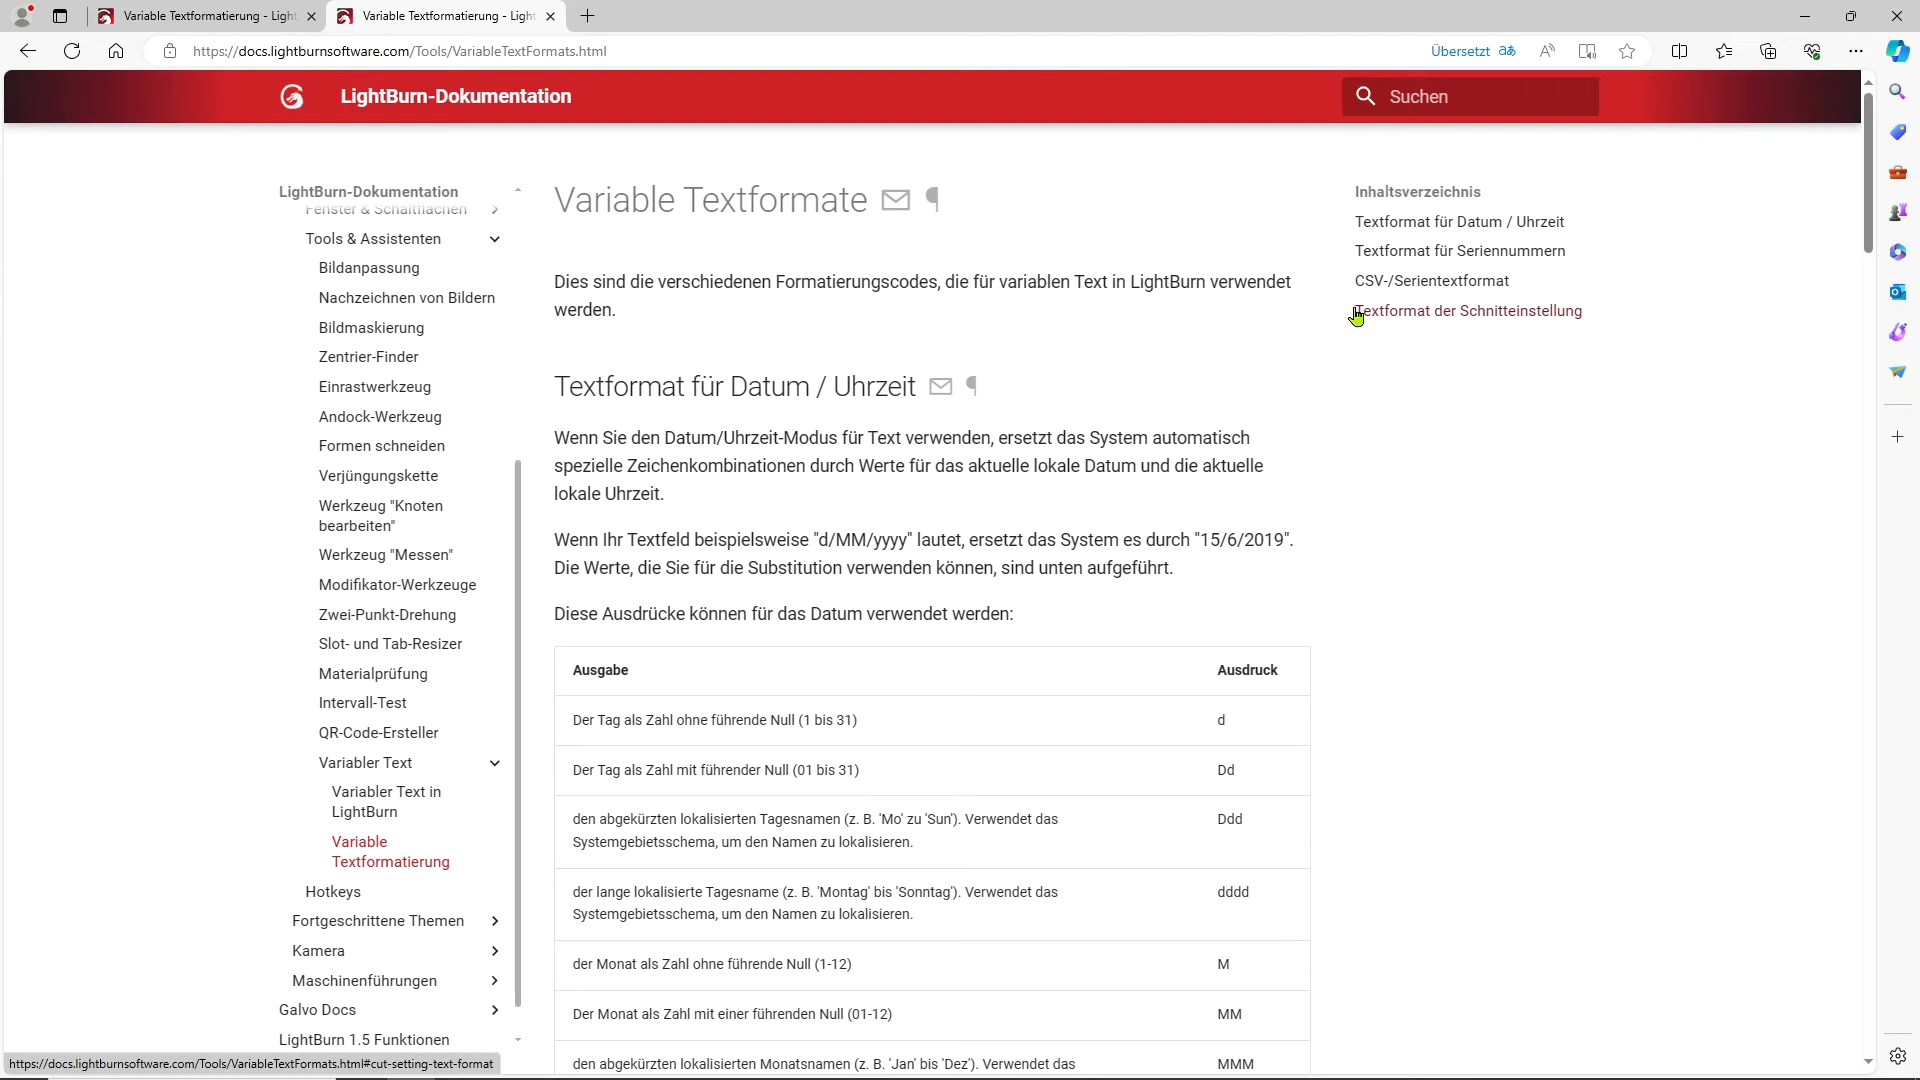 Variable Textformatierung - Light
Variable Textformatierung - Light
https://docs.lightburnsoftware.com/Tools/VariableTextFormats.html
Übersetzt
LightBurn-Dokumentation
Suchen
LightBurn-Dokumentation
Fenster & Schaltflächen
Tools & Assistenten
Bildanpassung
Nachzeichnen von Bildern
Bildmaskierung
Zentrier-Finder
Einrastwerkzeug
Andock-Werkzeug
Formen schneiden
Verjüngungskette
Werkzeug "Knoten
bearbeiten"
Werkzeug "Messen"
Modifikator-Werkzeuge
Zwei-Punkt-Drehung
Slot- und Tab-Resizer
Materialprüfung
Intervall-Test
QR-Code-Ersteller
Variabler Text
Variabler Text in
LightBurn
Variable
Textformatierung
Hotkeys
Fortgeschrittene Themen
Kamera
Maschinenführungen
Galvo Docs
LightBurn 1.5 Funktionen
Variable Textformate ¶
Dies sind die verschiedenen Formatierungscodes, die für variablen Text in LightBurn verwendet
werden.
Textformat für Datum / Uhrzeit ¶
Wenn Sie den Datum/Uhrzeit-Modus für Text verwenden, ersetzt das System automatisch
spezielle Zeichenkombinationen durch Werte für das aktuelle lokale Datum und die aktuelle
lokale Uhrzeit.
Wenn Ihr Textfeld beispielsweise "d/MM/yyyy" lautet, ersetzt das System es durch "15/6/2019".
Die Werte, die Sie für die Substitution verwenden können, sind unten aufgeführt.
Diese Ausdrücke können für das Datum verwendet werden:
Ausgabe Ausdruck
Der Tag als Zahl ohne führende Null (1 bis 31) d
Der Tag als Zahl mit führender Null (01 bis 31) Dd
den abgekürzten lokalisierten Tagesnamen (z. B. 'Mo' zu 'Sun'). Verwendet das Ddd
Systemgebietsschema, um den Namen zu lokalisieren.
der lange lokalisierte Tagesname (z. B. 'Montag' bis 'Sonntag'). Verwendet das dddd
Systemgebietsschema, um den Namen zu lokalisieren.
der Monat als Zahl ohne führende Null (1-12) M
Der Monat als Zahl mit einer führenden Null (01-12) MM
den abgekürzten lokalisierten Monatsnamen (z. B. 'Jan' bis 'Dez'). Verwendet das MMM
Inhaltsverzeichnis
Textformat für Datum / Uhrzeit
Textformat für Seriennummern
CSV-/Serientextformat
Textformat der Schnitteinstellung
https://docs.lightburnsoftware.com/Tools/VariableTextFormats.html#cut-setting-text-format